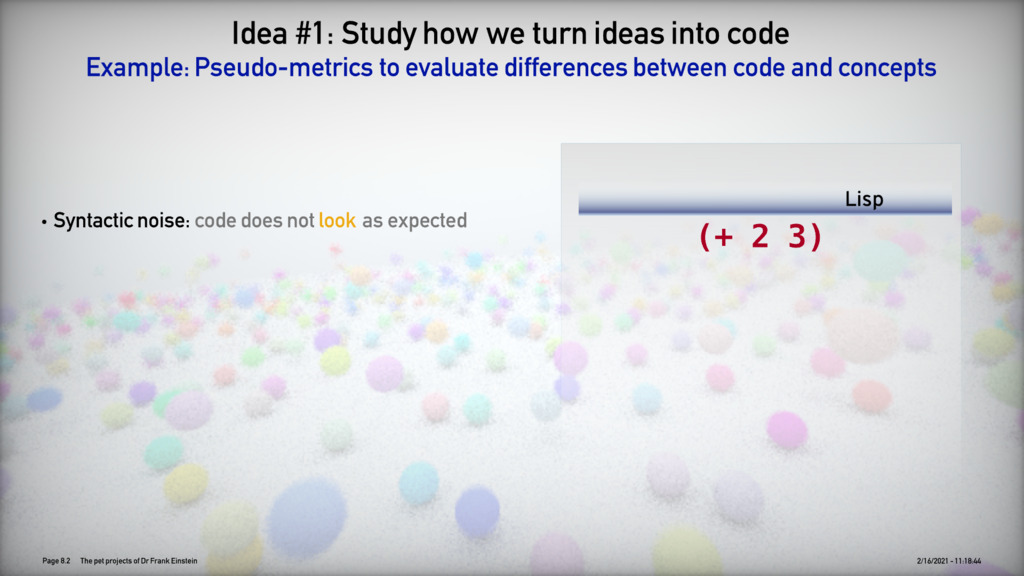 Idea #1: Study how we turn ideas into code
Example: Pseudo-metrics to evaluate differences between code and concepts
• Syntactic noise: code does not look as expected
Lisp
(+ 2 3)
Page 8.2 The pet projects of Dr Frank Einstein
2/16/2021 - 11:18:44